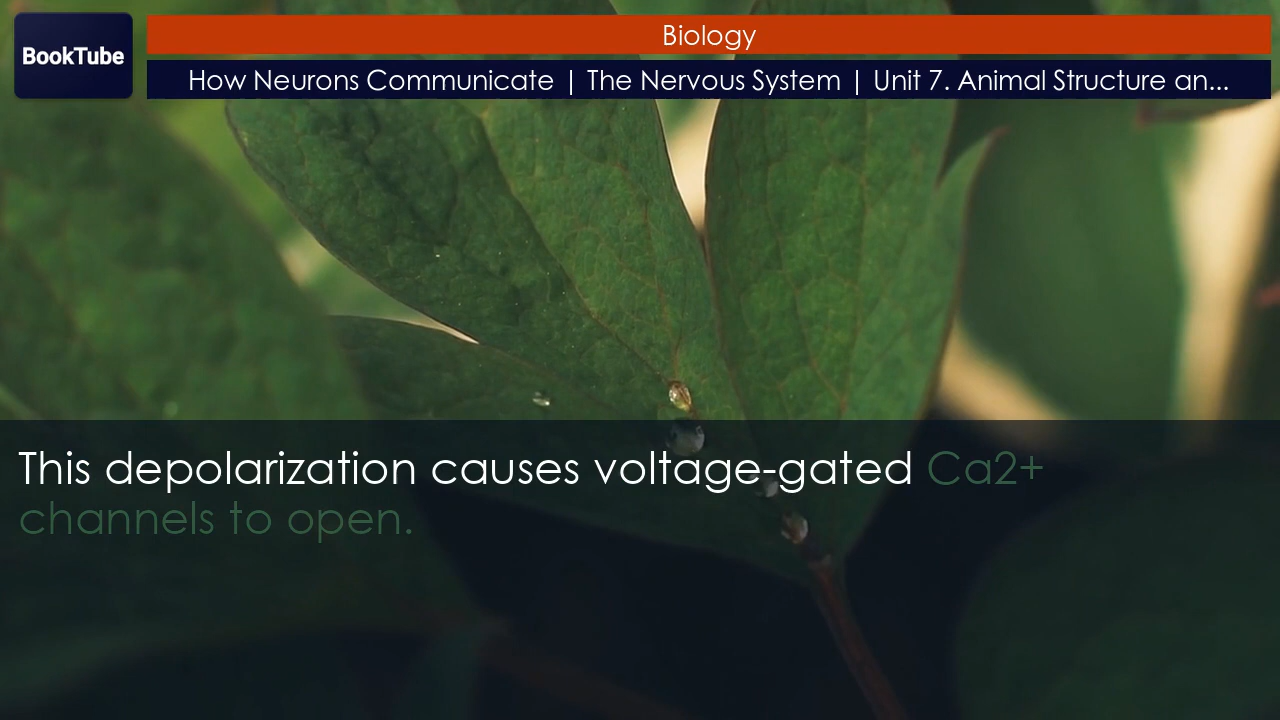 BookTube
Biology
How Neurons Communicate | The Nervous System | Unit 7. Animal Structure an...
This depolarization causes voltage-gated Ca2+
channels to open.